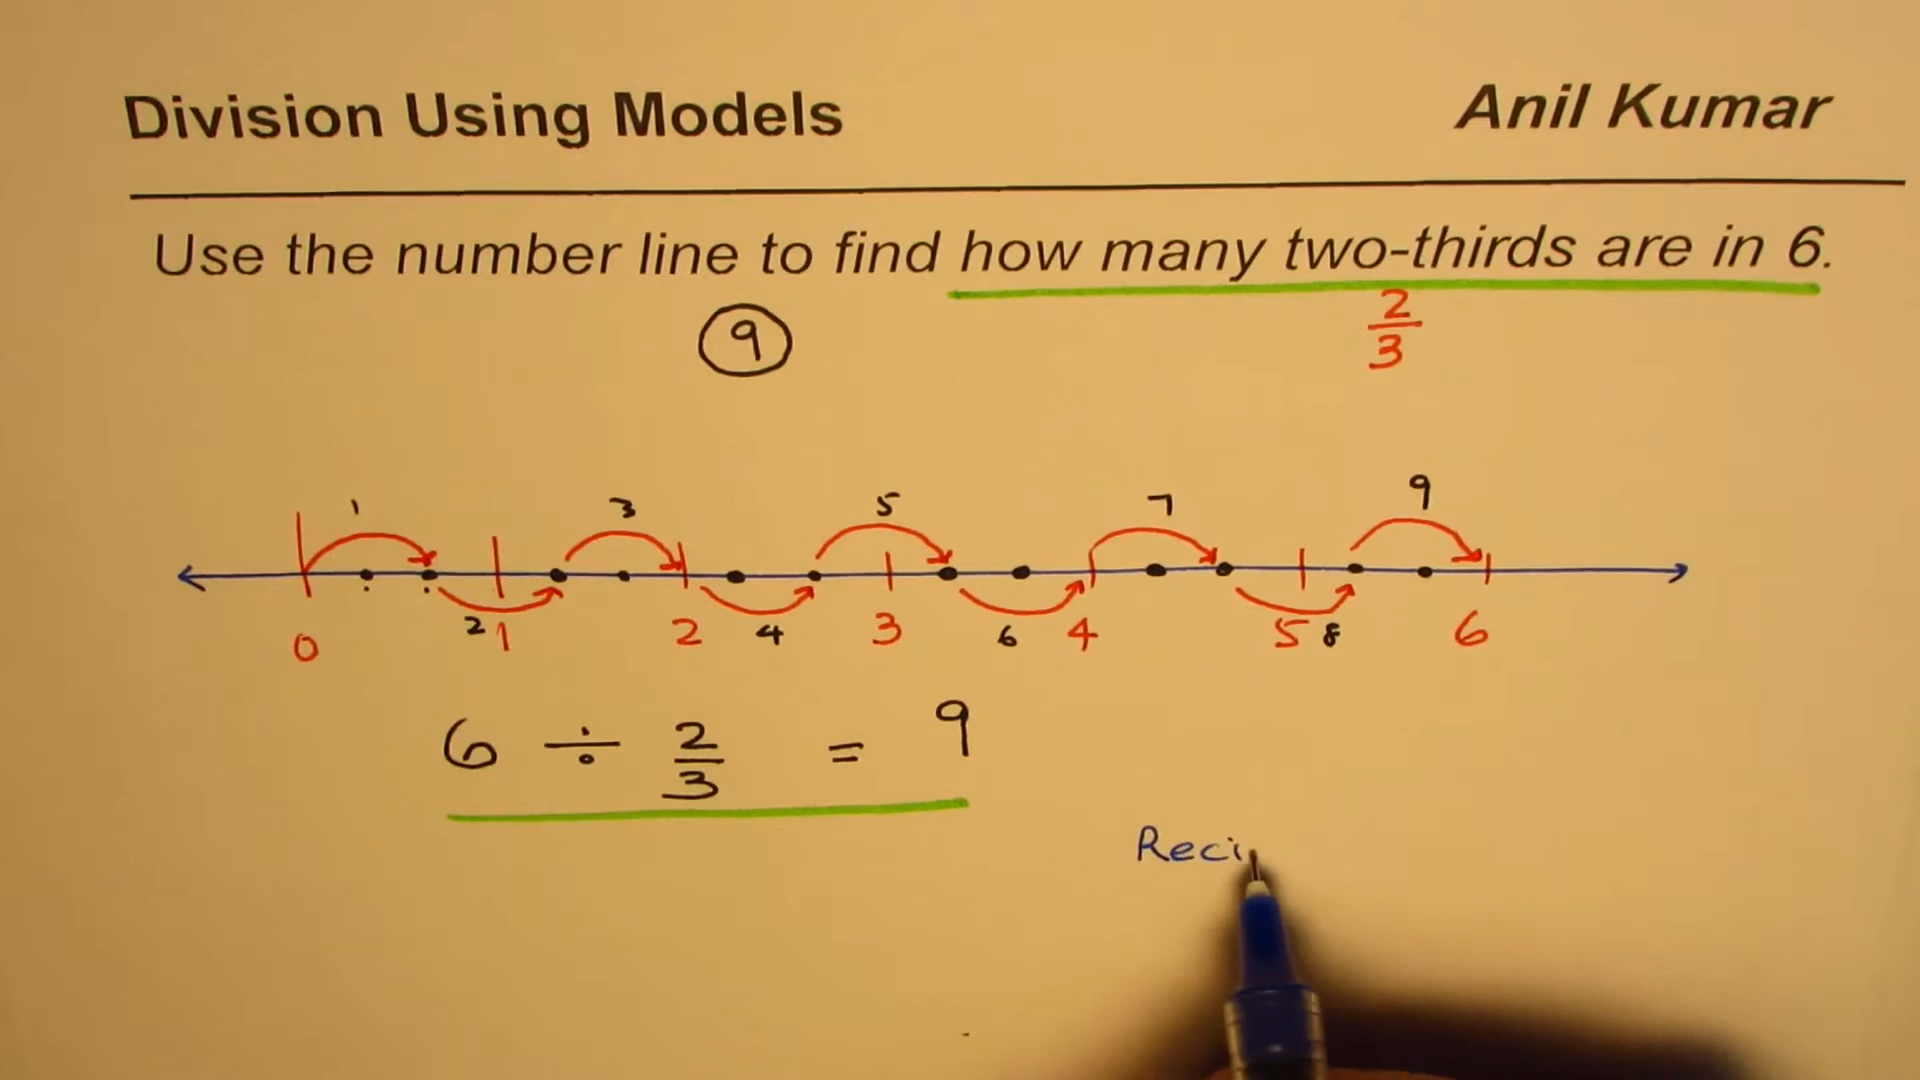 Division Using Models
Anil Kumar
Use the number line to find how many two-thirds are in 6.
9
2
3
1 3 5 7 9
0 2 1 2 4 3 6 4 5 8 6
6 ÷ 2/3 = 9
Reci